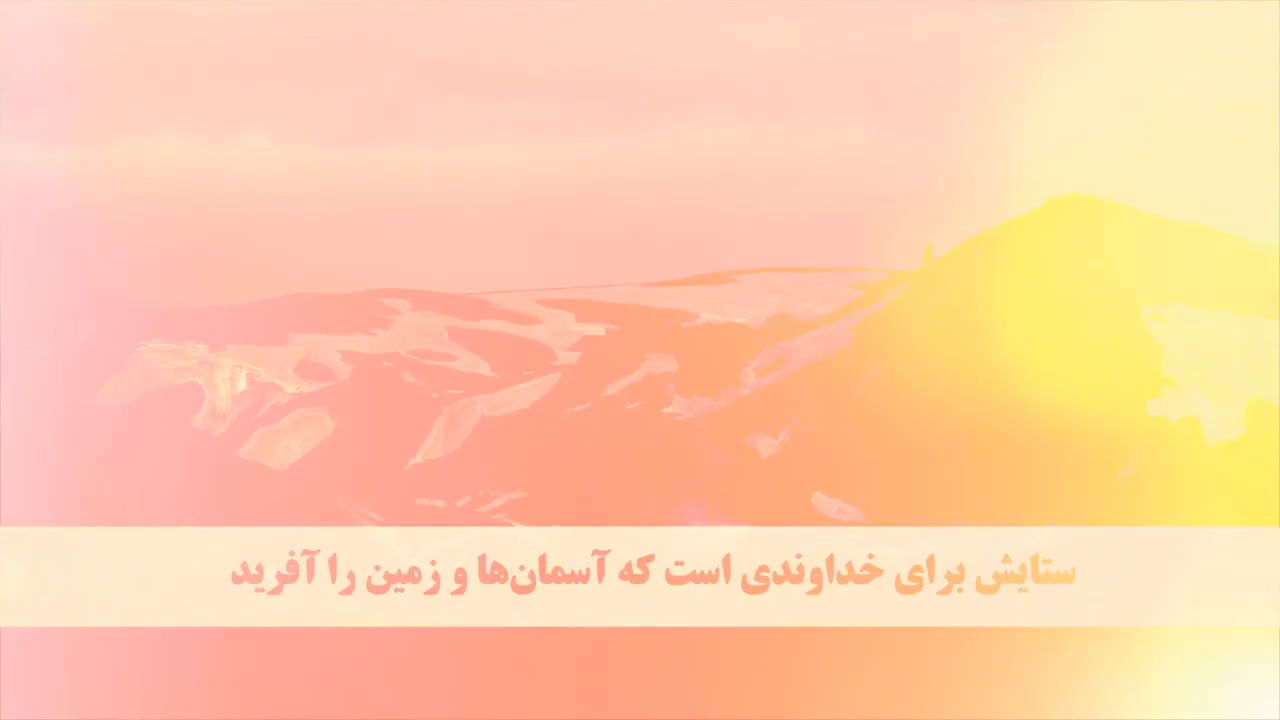 ستایش برای خداوندی است که آسمان‌ها و زمین را آفرید